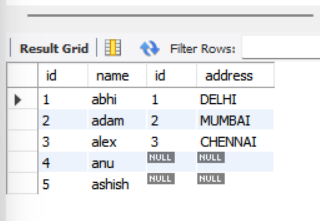 Result Grid Filter Rows:
id name id address
1 abhi 1 DELHI
2 adam 2 MUMBAI
3 alex 3 CHENNAI
4 anu NULL NULL
5 ashish NULL NULL